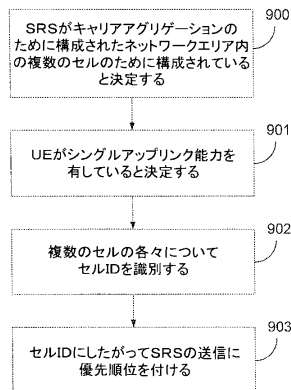 SRSがキャリアアグリゲーションの
ために構成されたネットワークエリア内
の複数のセルのために構成されている
と決定する
900
UEがシングルアップリンク能力を
有していると決定する
901
複数のセルの各々について
セルIDを識別する
902
セルIDにしたがってSRSの送信に
優先順位を付ける
903